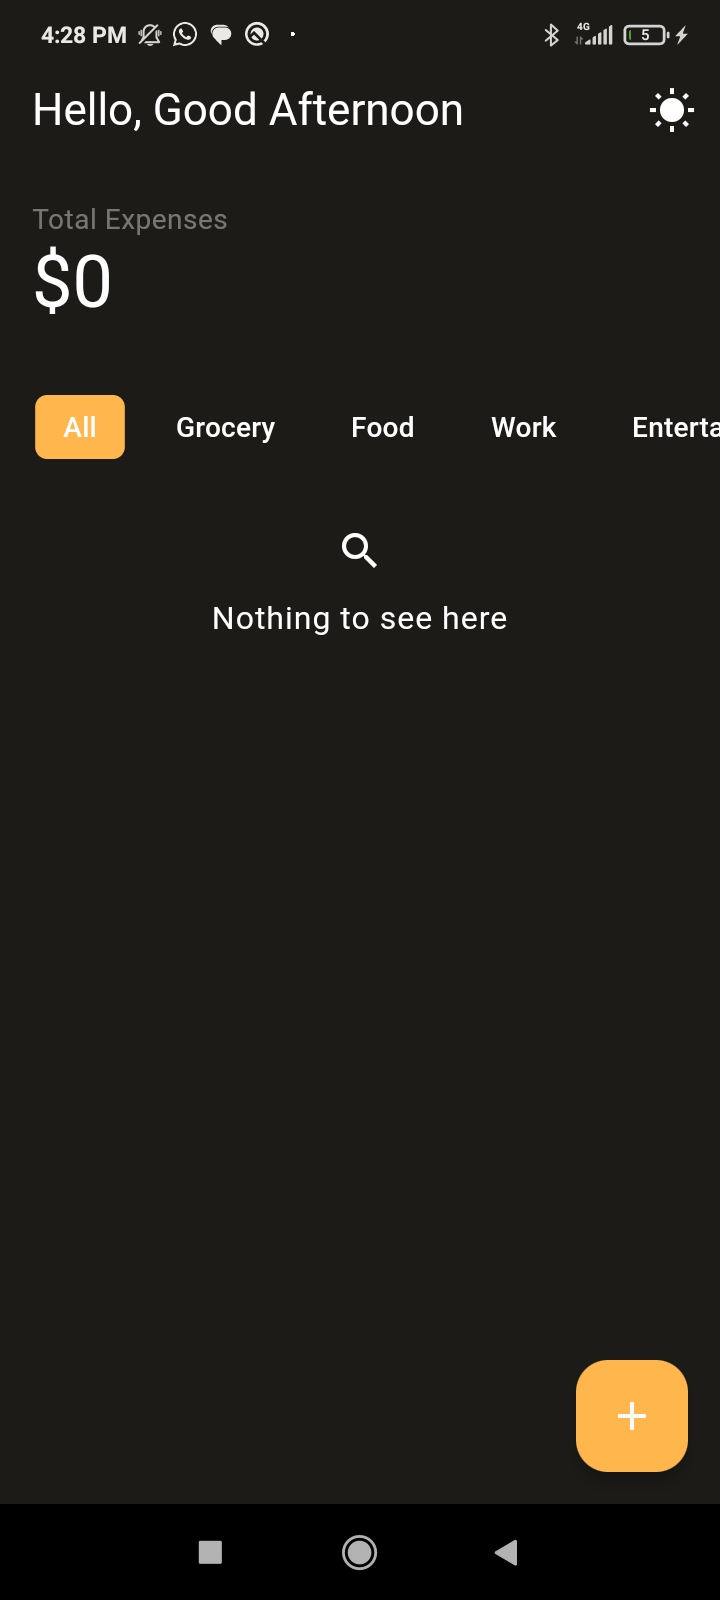 4:28 PM 4G 5
Hello, Good Afternoon
Total Expenses
$0
All Grocery Food Work Enterta
Nothing to see here
+